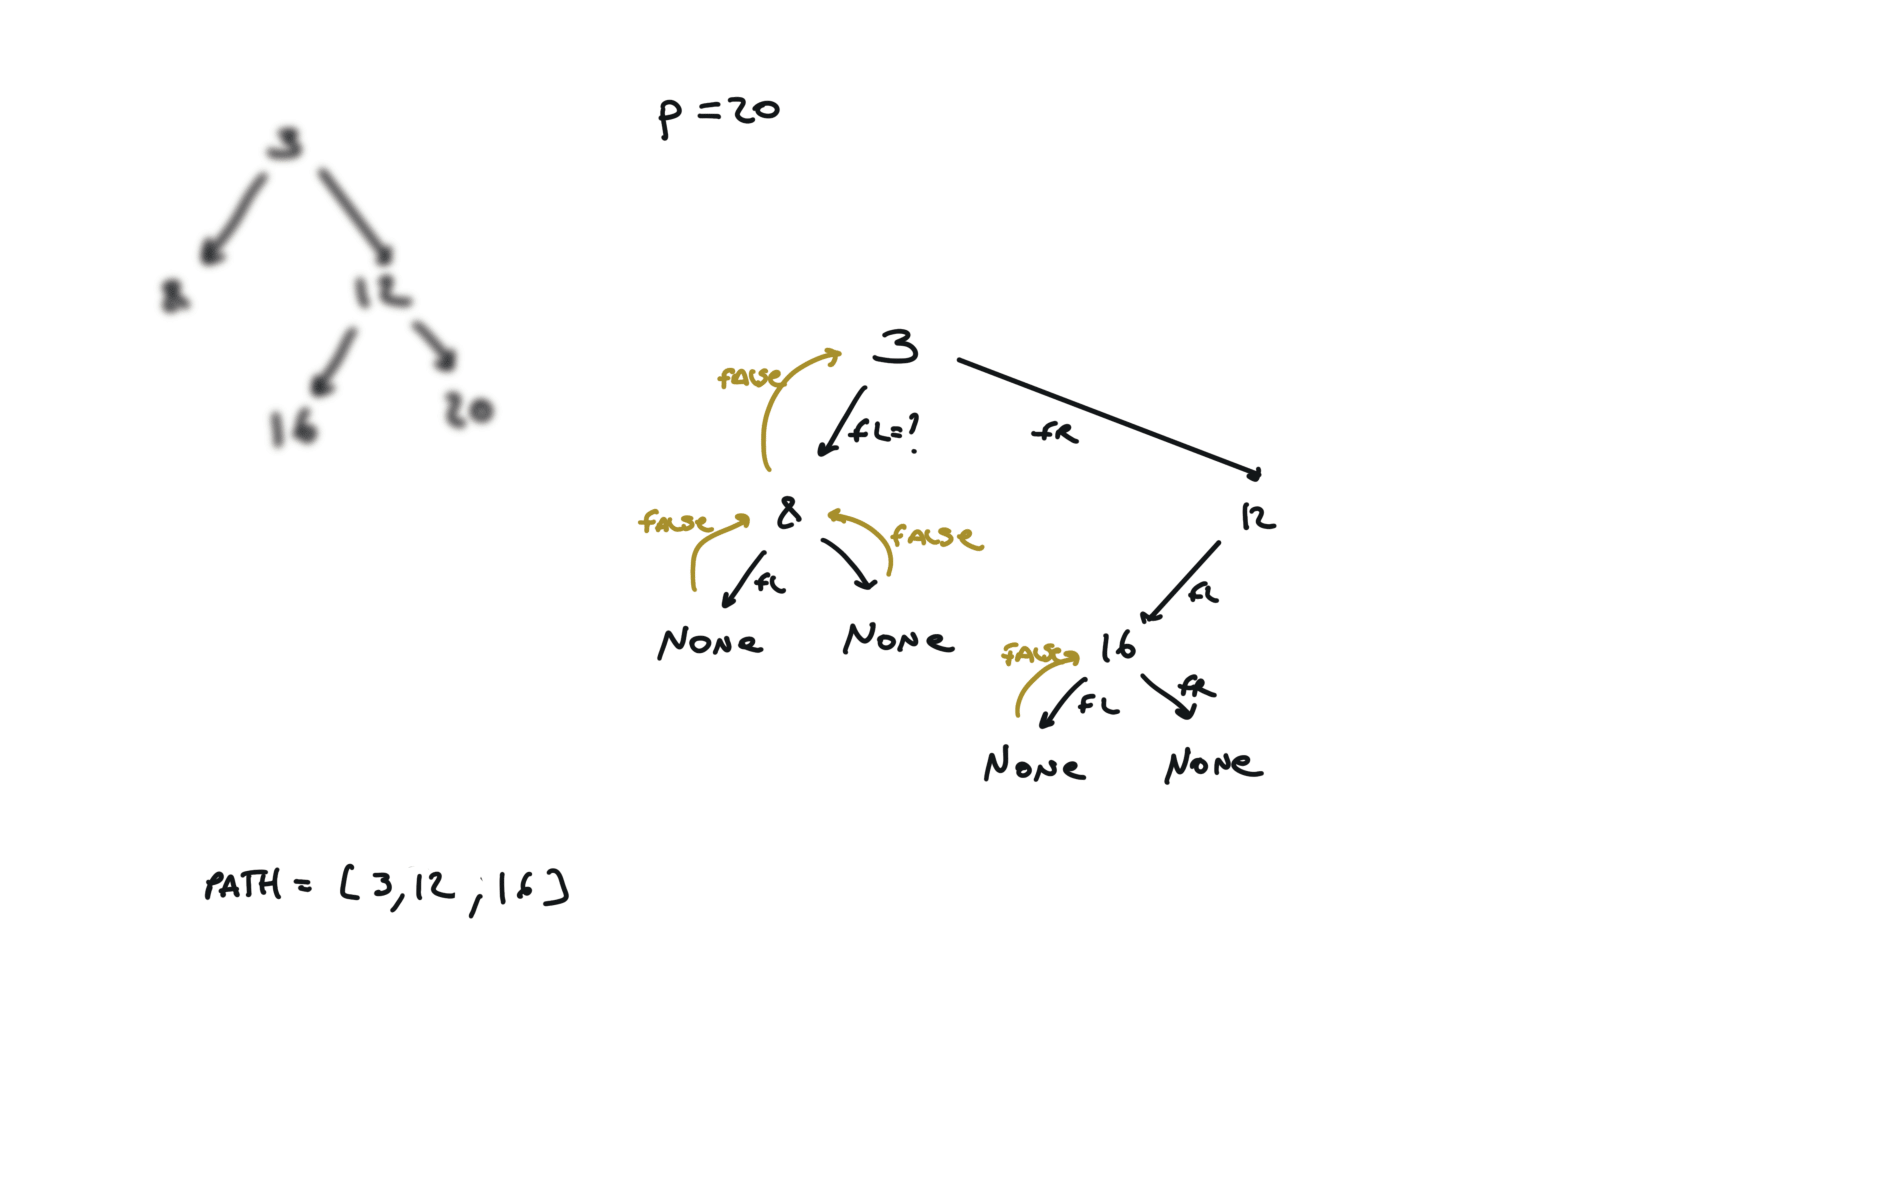 p = 20
3
8
12
16
20
3
false
fL=?
fR
8
12
false
false
fL
fL
None
None
16
false
fL
fR
None
None
PATH = [3,12,16]